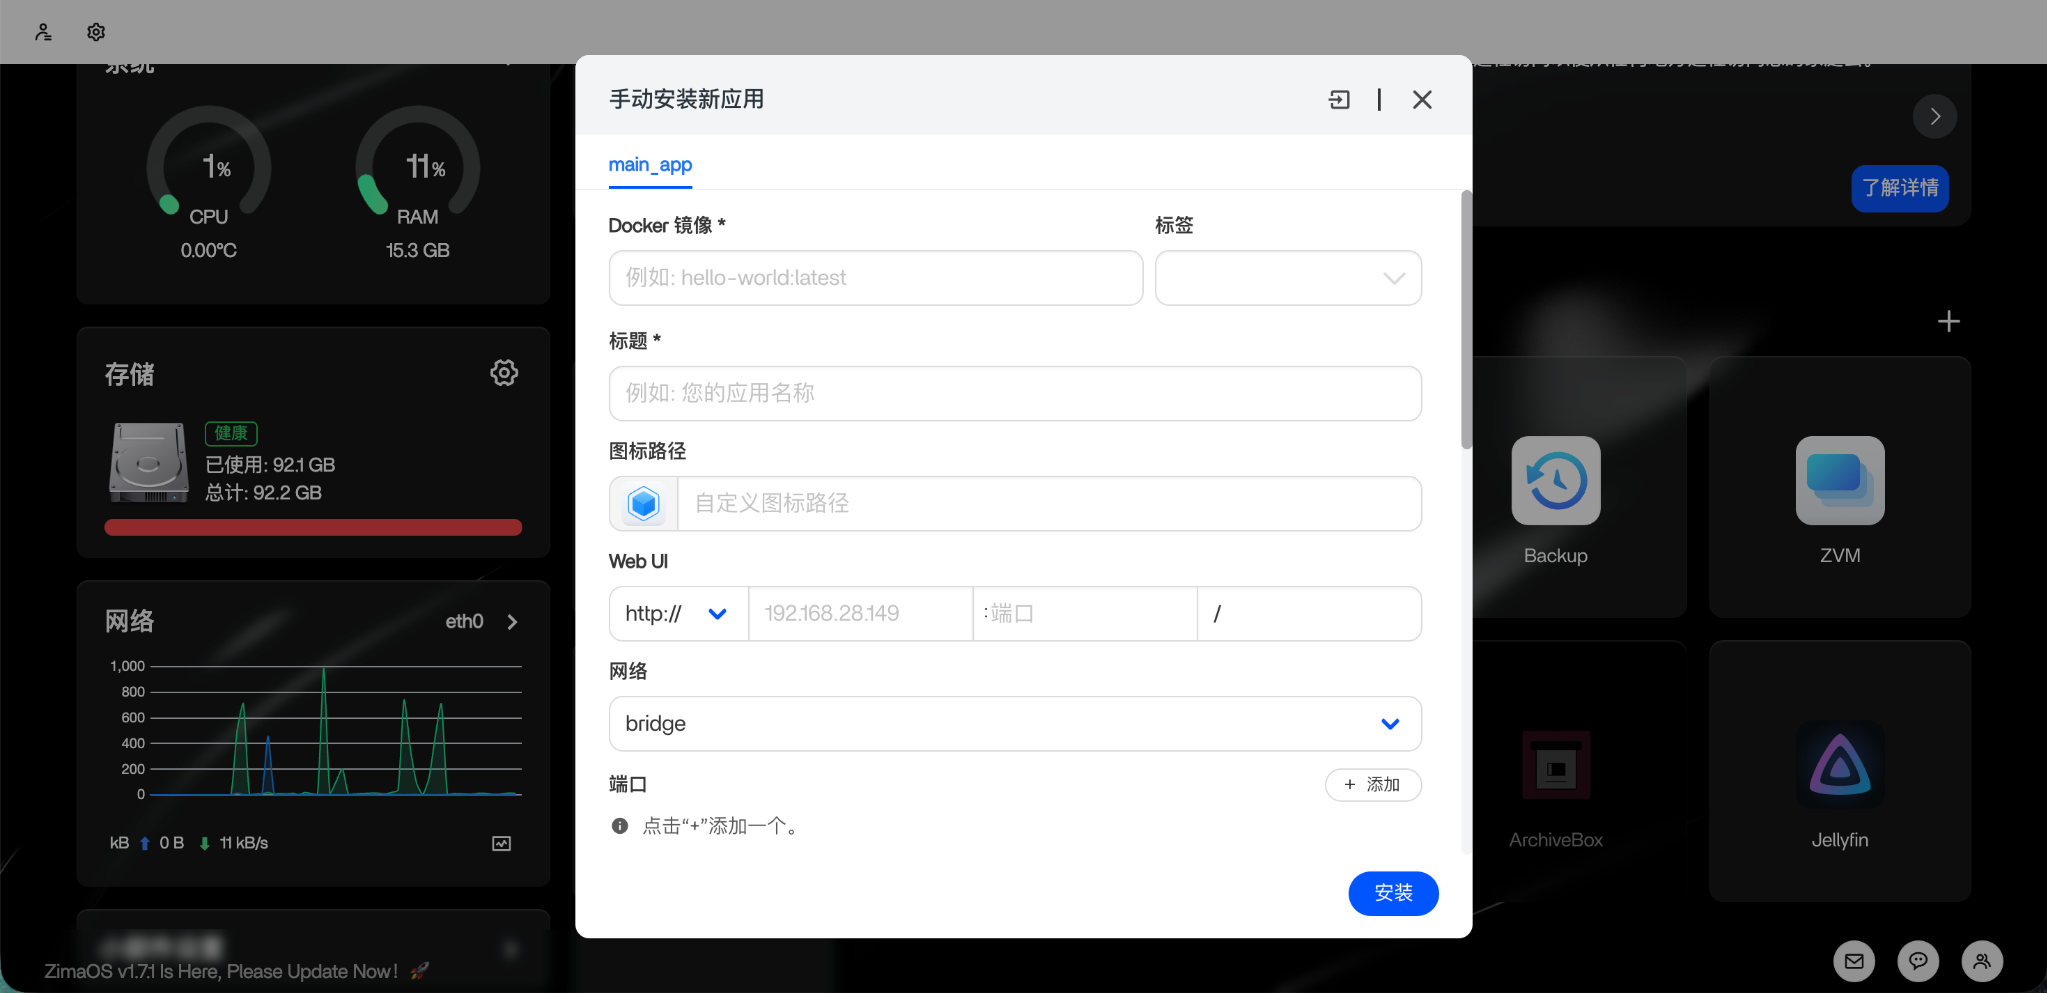 系统
1%
CPU
0.00°C
11%
RAM
15.3 GB
存储
健康
已使用: 92.1 GB
总计: 92.2 GB
网络
eth0
1,000
800
600
400
200
0
kB
0 B
11 kB/s
ZimaOS v1.7.1 Is Here, Please Update Now! 🚀
手动安装新应用
main_app
Docker 镜像 *
标签
例如: hello-world:latest
标题 *
例如: 您的应用名称
图标路径
自定义图标路径
Web UI
http://
192.168.28.149
:端口
/
网络
bridge
端口
+ 添加
点击“+”添加一个。
安装
了解详情
Backup
ZVM
ArchiveBox
Jellyfin